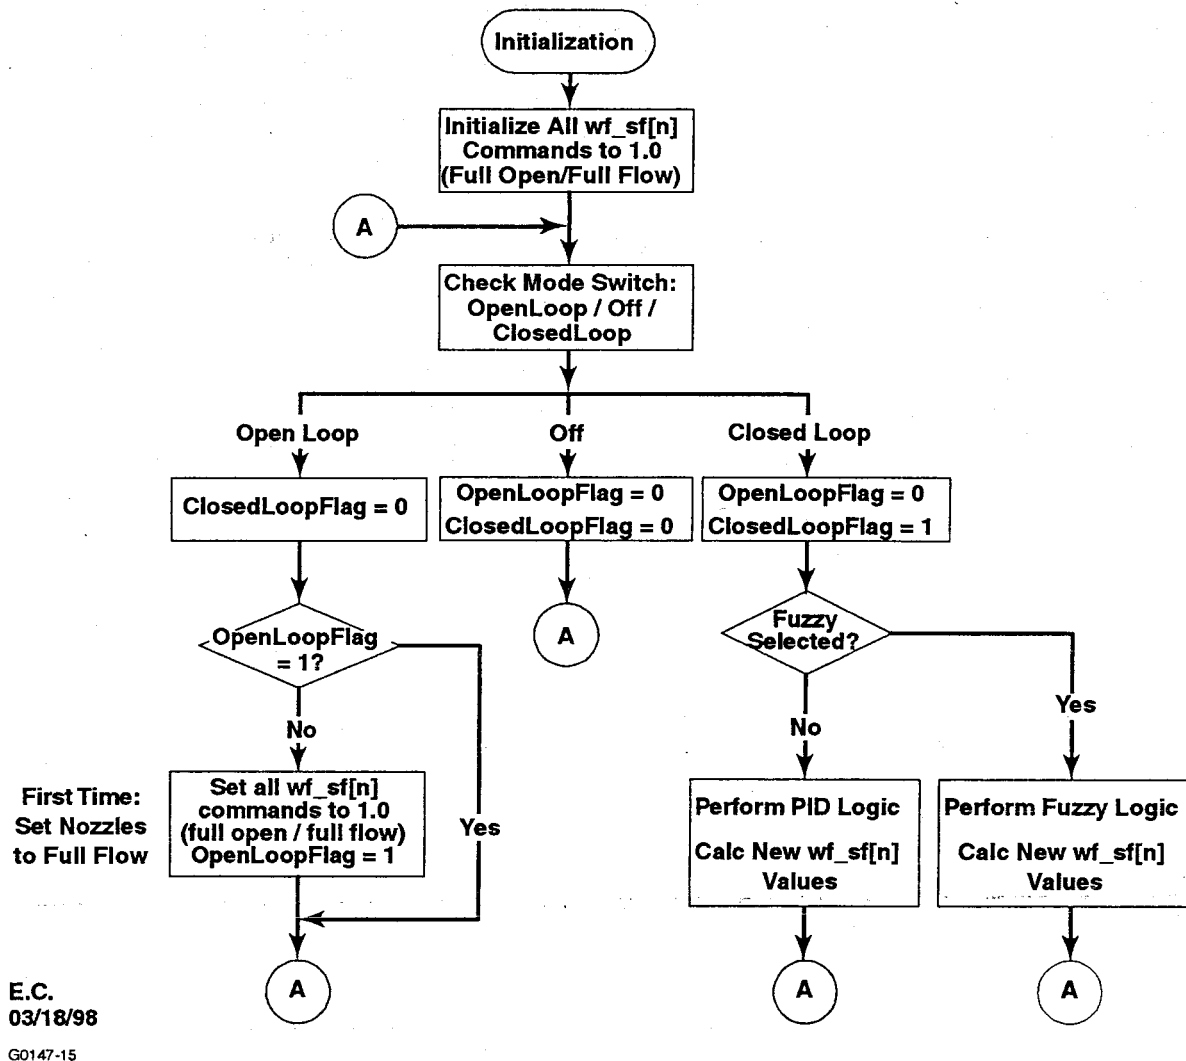 Initialization
Initialize All wf_sf[n]
Commands to 1.0
(Full Open/Full Flow)
A
Check Mode Switch:
OpenLoop / Off /
ClosedLoop
Open Loop
Off
Closed Loop
ClosedLoopFlag = 0
OpenLoopFlag = 0
ClosedLoopFlag = 0
OpenLoopFlag = 0
ClosedLoopFlag = 1
OpenLoopFlag
= 1?
A
Fuzzy
Selected?
No
Yes
No
Yes
First Time:
Set Nozzles
to Full Flow
Set all wf_sf[n]
commands to 1.0
(full open / full flow)
OpenLoopFlag = 1
Perform PID Logic
Calc New wf_sf[n]
Values
Perform Fuzzy Logic
Calc New wf_sf[n]
Values
A
A
A
E.C.
03/18/98
G0147-15